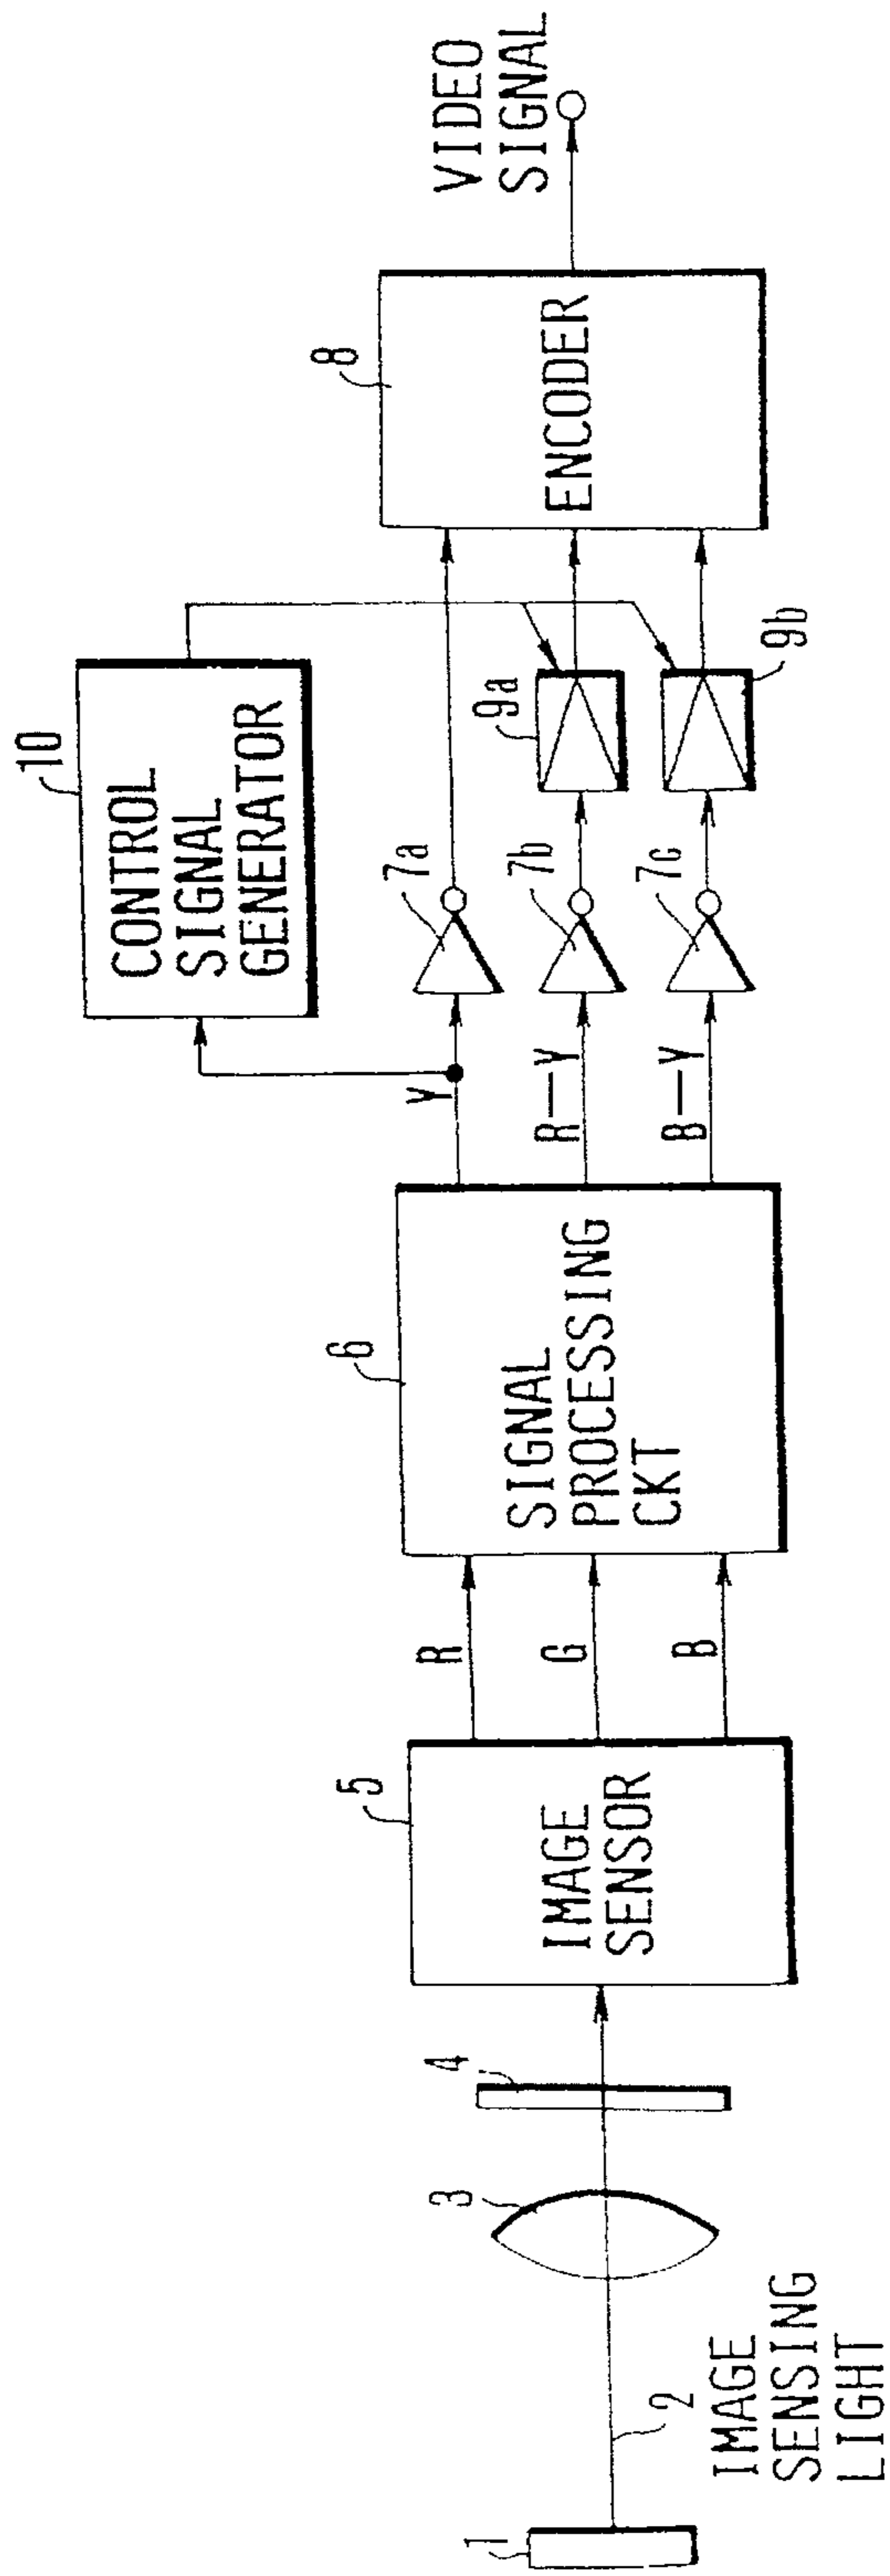 1
2
IMAGE
SENSING
LIGHT
3
4
5
IMAGE
SENSOR
R
G
B
6
SIGNAL
PROCESSING
CKT
Y
R—Y
B—Y
10
CONTROL
SIGNAL
GENERATOR
7a
7b
7c
9a
9b
8
ENCODER
VIDEO
SIGNAL